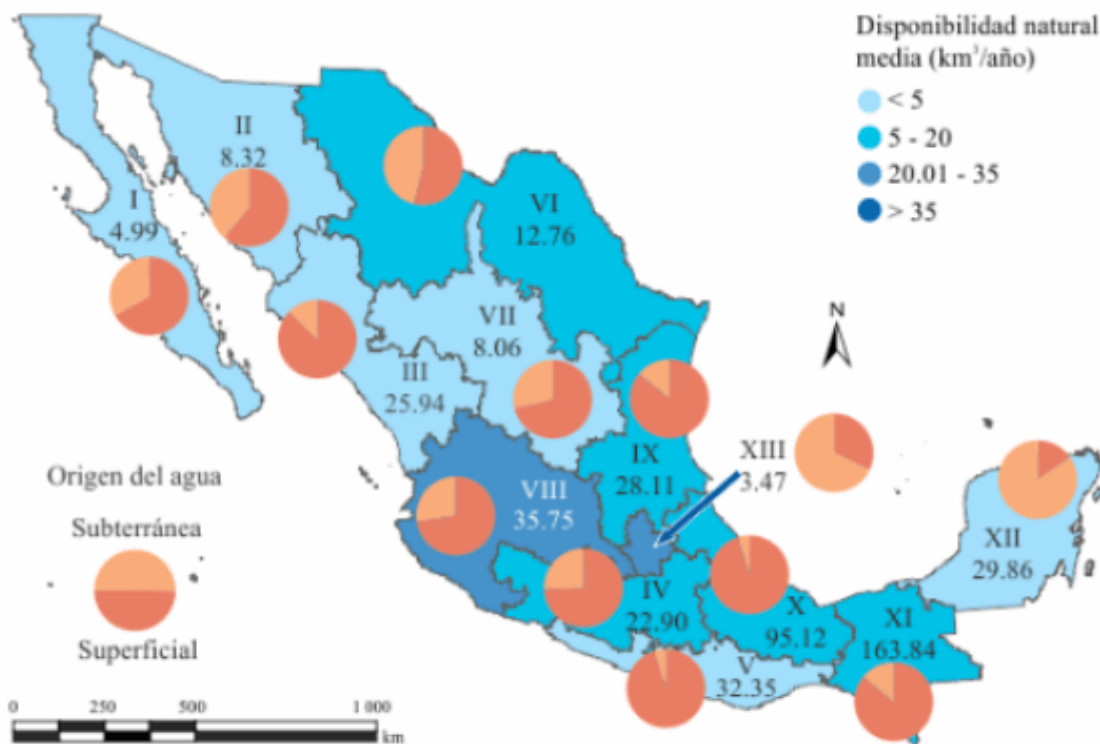 Disponibilidad natural
media (km³/año)
< 5
5 - 20
20.01 - 35
> 35
II
8.32
I
4.99
VI
12.76
VII
8.06
III
25.94
N
XIII
3.47
IX
28.11
VIII
35.75
XII
29.86
IV
22.90
X
95.12
XI
163.84
V
32.35
Origen del agua
Subterránea
Superficial
0 250 500 1 000
km